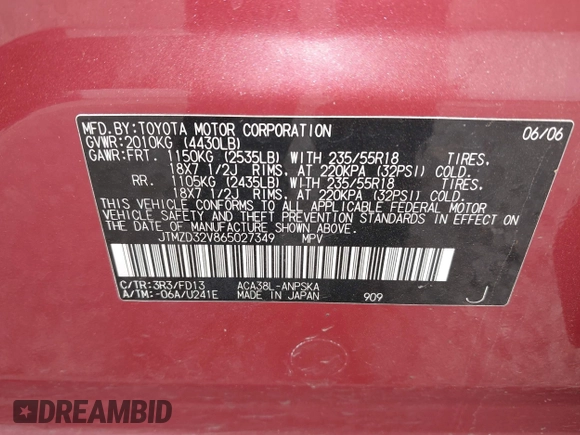 MFD.BY:TOYOTA MOTOR CORPORATION 06/06
GVWR:2010KG (4430LB)
GAWR:FRT. 1150KG (2535LB) WITH 235/55R18 TIRES,
18X7 1/2J RIMS, AT 220KPA (32PSI) COLD.
RR. 1105KG (2435LB) WITH 235/55R18 TIRES,
18X7 1/2J RIMS, AT 220KPA (32PSI) COLD.
THIS VEHICLE CONFORMS TO ALL APPLICABLE FEDERAL MOTOR
VEHICLE SAFETY STANDARDS IN EFFECT ON THE DATE OF
MANUFACTURE SHOWN ABOVE.
JTMZD32V865027349 MPV
C/TR:3R3/FD13 ACA38L-ANPSKA
A/TM:-06A/U241E MADE IN JAPAN 909 J
DREAMBID